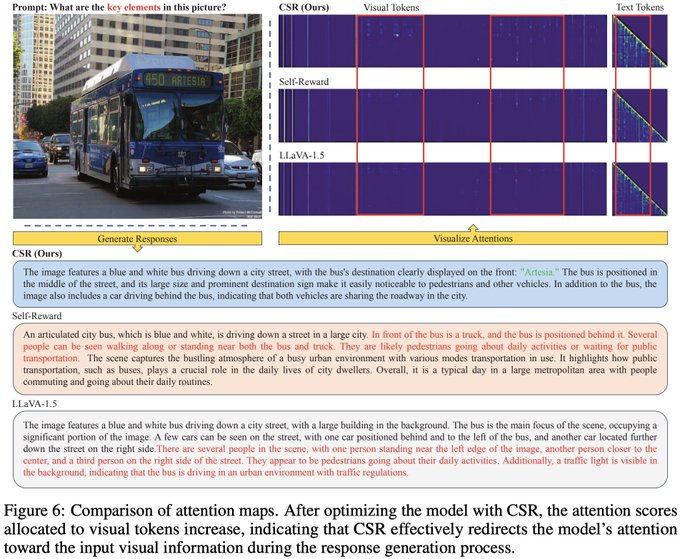 Prompt: What are the key elements in this picture?
450 ARTESIA
CSR (Ours)
Visual Tokens
Text Tokens
Self-Reward
LLaVA-1.5
Generate Responses
Visualize Attentions
CSR (Ours)
The image features a blue and white bus driving down a city street, with the bus's destination clearly displayed on the front: "Artesia." The bus is positioned
in the middle of the street, and its large size and prominent destination sign make it easily noticeable to pedestrians and other vehicles. In addition to the bus, the
image also includes a car driving behind the bus, indicating that both vehicles are sharing the roadway in the city.
Self-Reward
An articulated city bus, which is blue and white, is driving down a street in a large city. In front of the bus is a truck, and the bus is positioned behind it. Several
people can be seen walking along or standing near both the bus and truck. They are likely pedestrians going about daily activities or waiting for public
transportation. The scene captures the bustling atmosphere of a busy urban environment with various modes transportation in use. It highlights how public
transportation, such as buses, plays a crucial role in the daily lives of city dwellers. Overall, it is a typical day in a large metropolitan area with people
commuting and going about their daily routines.
LLaVA-1.5
The image features a blue and white bus driving down a city street, with a large building in the background. The bus is the main focus of the scene, occupying a
significant portion of the image. A few cars can be seen on the street, with one car positioned behind and to the left of the bus, and another car located further
down the street on the right side.There are several people in the scene, with one person standing near the left edge of the image, another person closer to the
center, and a third person on the right side of the street. They appear to be pedestrians going about their daily activities. Additionally, a traffic light is visible in
the background, indicating that the bus is driving in an urban environment with traffic regulations.
Figure 6: Comparison of attention maps. After optimizing the model with CSR, the attention scores
allocated to visual tokens increase, indicating that CSR effectively redirects the model's attention
toward the input visual information during the response generation process.